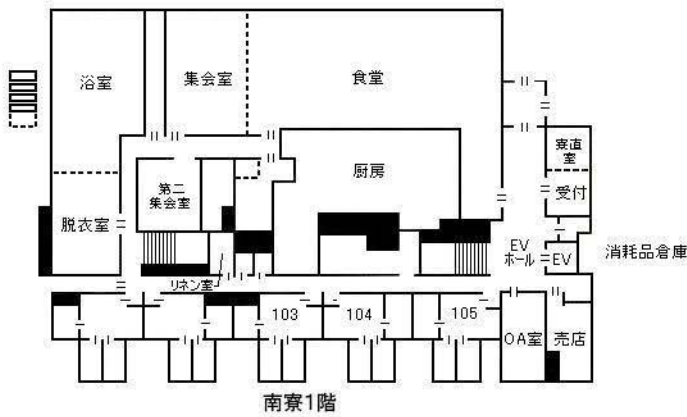 浴室
集会室
食堂
寮直
室
厨房
第二
集会室
受付
脱衣室
EV
ホール
EV
消耗品倉庫
リネン室
103
104
105
OA室
売店
南寮1階